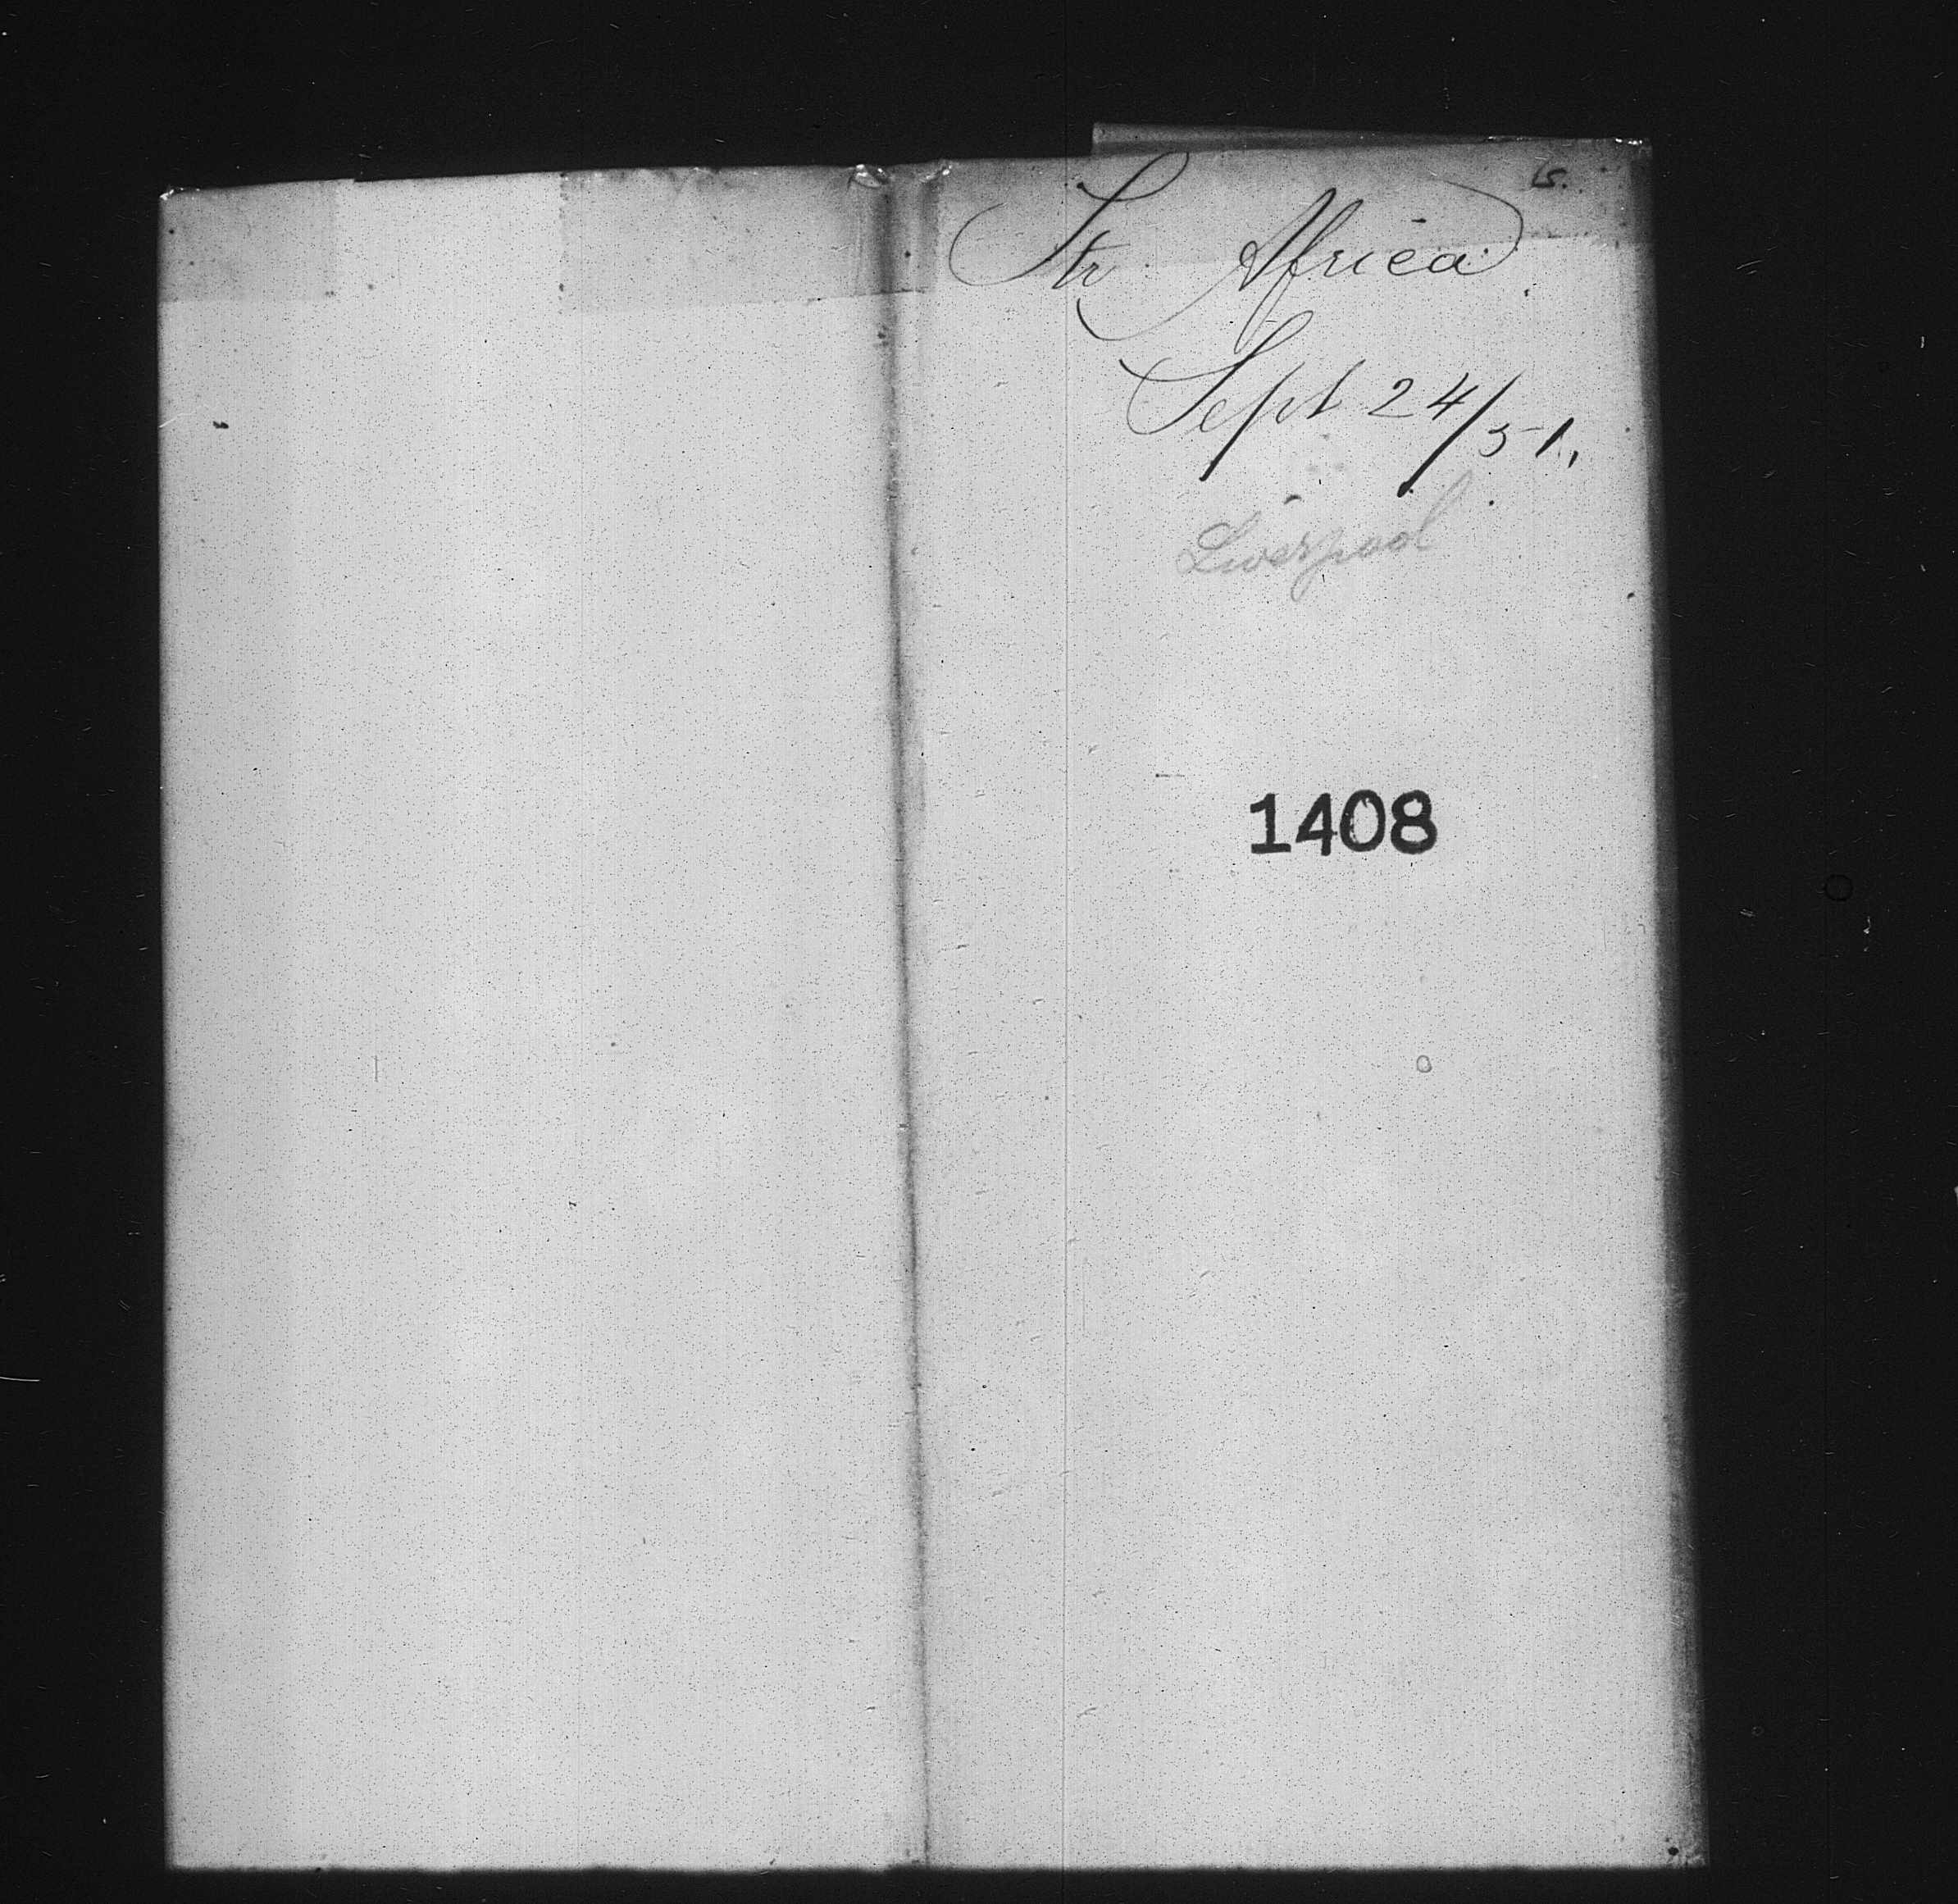 Str Africa
Sept 24/51,
Liverpool
1408